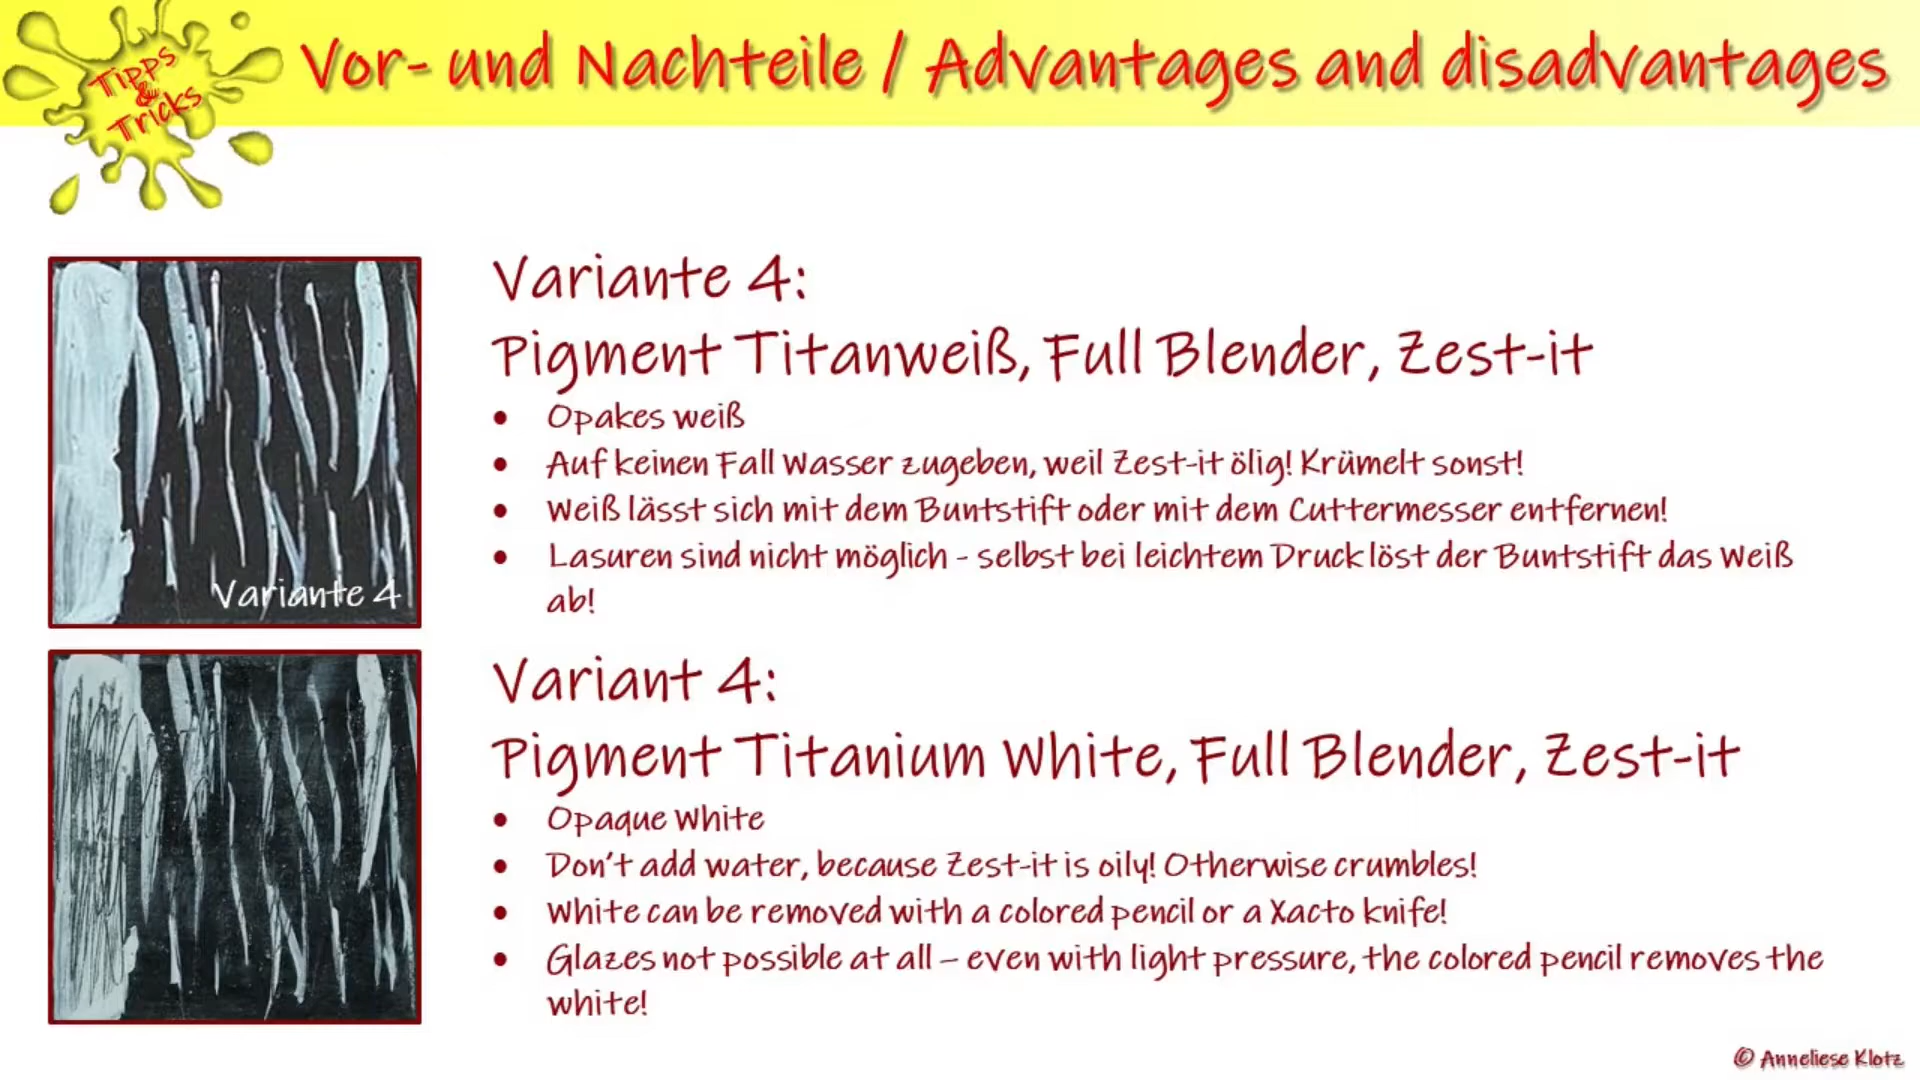 Tipps
&
Tricks
Vor- und Nachteile / Advantages and disadvantages
Variante 4:
Pigment Titanweiß, Full Blender, Zest-it
• Opakes weiß
• Auf keinen Fall Wasser zugeben, weil Zest-it ölig! Krümelt sonst!
• Weiß lässt sich mit dem Buntstift oder mit dem Cuttermesser entfernen!
• Lasuren sind nicht möglich - selbst bei leichtem Druck löst der Buntstift das Weiß
ab!
Variante 4
Variant 4:
Pigment Titanium White, Full Blender, Zest-it
• Opaque White
• Don't add water, because Zest-it is oily! Otherwise crumbles!
• White can be removed with a colored pencil or a Xacto knife!
• Glazes not possible at all – even with light pressure, the colored pencil removes the
white!
© Anneliese Klotz